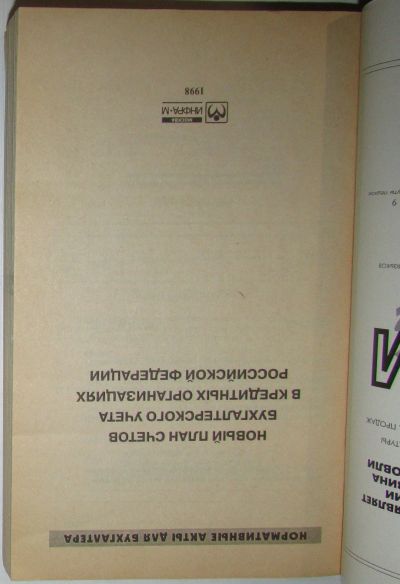 НОРМАТИВНЫЕ АКТЫ ДЛЯ БУХГАЛТЕРА
НОВЫЙ ПЛАН СЧЕТОВ
БУХГАЛТЕРСКОГО УЧЕТА
В КРЕДИТНЫХ ОРГАНИЗАЦИЯХ
РОССИЙСКОЙ ФЕДЕРАЦИИ
МОСКВА
ИНФРА-М
1998